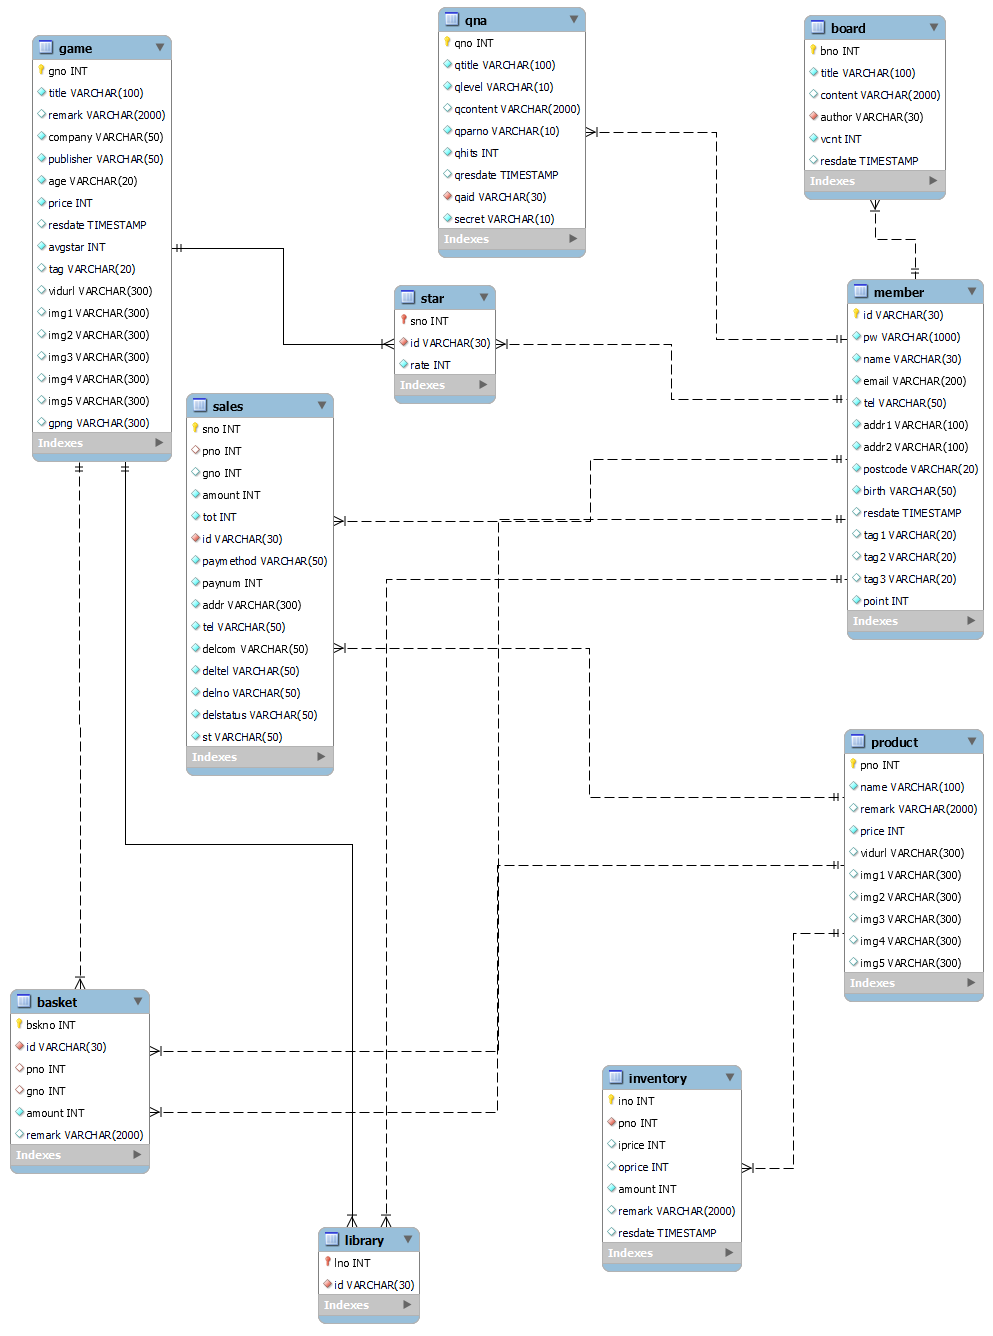 game
gno INT
title VARCHAR(100)
remark VARCHAR(2000)
company VARCHAR(50)
publisher VARCHAR(50)
age VARCHAR(20)
price INT
resdate TIMESTAMP
avgstar INT
tag VARCHAR(20)
vidurl VARCHAR(300)
img1 VARCHAR(300)
img2 VARCHAR(300)
img3 VARCHAR(300)
img4 VARCHAR(300)
img5 VARCHAR(300)
gpng VARCHAR(300)
Indexes
qna
qno INT
qtitle VARCHAR(100)
qlevel VARCHAR(10)
qcontent VARCHAR(2000)
qparno VARCHAR(10)
qhits INT
qresdate TIMESTAMP
qaid VARCHAR(30)
secret VARCHAR(10)
Indexes
board
bno INT
title VARCHAR(100)
content VARCHAR(2000)
author VARCHAR(30)
vcnt INT
resdate TIMESTAMP
Indexes
star
sno INT
id VARCHAR(30)
rate INT
Indexes
member
id VARCHAR(30)
pw VARCHAR(1000)
name VARCHAR(30)
email VARCHAR(200)
tel VARCHAR(50)
addr1 VARCHAR(100)
addr2 VARCHAR(100)
postcode VARCHAR(20)
birth VARCHAR(50)
resdate TIMESTAMP
tag1 VARCHAR(20)
tag2 VARCHAR(20)
tag3 VARCHAR(20)
point INT
Indexes
sales
sno INT
pno INT
gno INT
amount INT
tot INT
id VARCHAR(30)
paymethod VARCHAR(50)
paynum INT
addr VARCHAR(300)
tel VARCHAR(50)
delcom VARCHAR(50)
deltel VARCHAR(50)
delno VARCHAR(50)
delstatus VARCHAR(50)
st VARCHAR(50)
Indexes
product
pno INT
name VARCHAR(100)
remark VARCHAR(2000)
price INT
vidurl VARCHAR(300)
img1 VARCHAR(300)
img2 VARCHAR(300)
img3 VARCHAR(300)
img4 VARCHAR(300)
img5 VARCHAR(300)
Indexes
basket
bskno INT
id VARCHAR(30)
pno INT
gno INT
amount INT
remark VARCHAR(2000)
Indexes
inventory
ino INT
pno INT
iprice INT
oprice INT
amount INT
remark VARCHAR(2000)
resdate TIMESTAMP
Indexes
library
lno INT
id VARCHAR(30)
Indexes